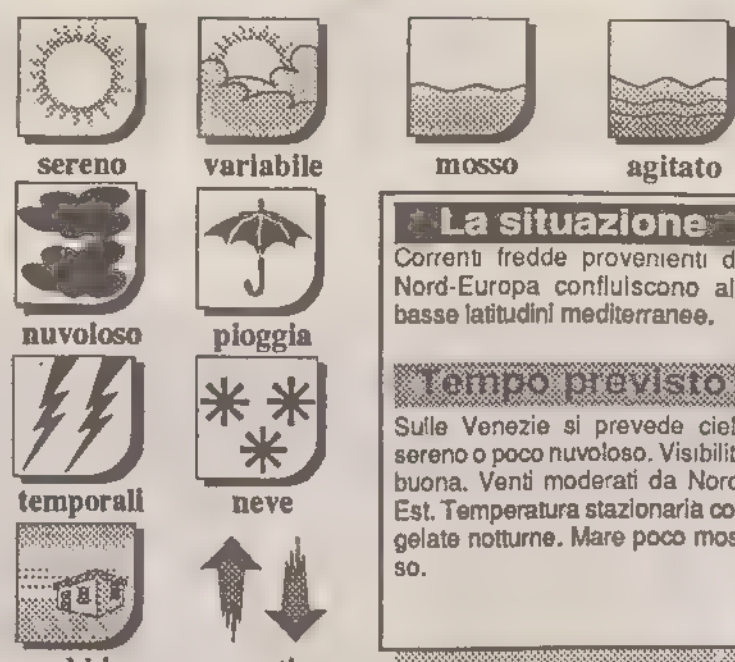 sereno
variabile
mosso
agitato
nuvoloso
pioggia
temporali
neve
La situazione
Correnti fredde provenienti d
Nord-Europa confluiscono al
basse latitudini mediterranee.
Tempo previsto
Sulle Venezie si prevede ciel
sereno o poco nuvoloso. Visibilit
buona. Venti moderati da Nord
Est. Temperatura stazionaria co
gelate notturne. Mare poco mos
so.